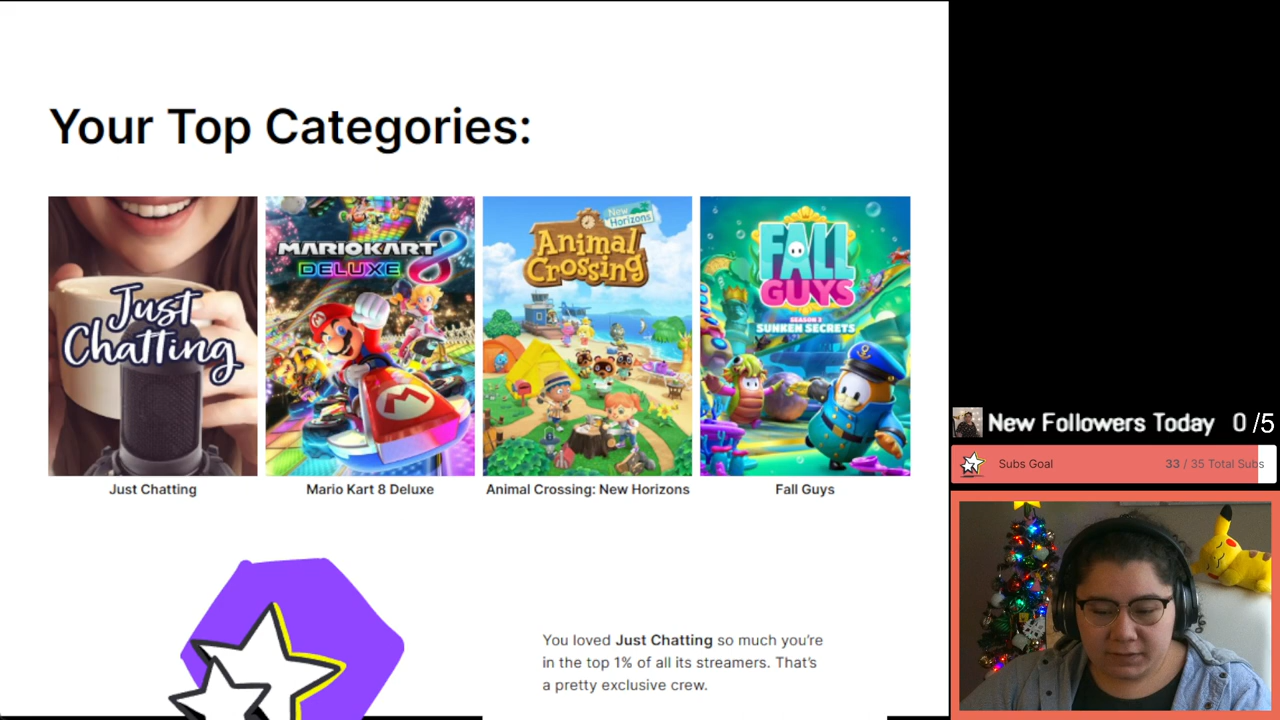 Your Top Categories:
Just
Chatting
MARIOKART 8
DELUXE
New
Horizons
Animal
Crossing
FALL
GUYS
SEASON 3
SUNKEN SECRETS
Just Chatting
Mario Kart 8 Deluxe
Animal Crossing: New Horizons
Fall Guys
You loved Just Chatting so much you're
in the top 1% of all its streamers. That's
a pretty exclusive crew.
New Followers Today 0 /5
Subs Goal 33 / 35 Total Subs